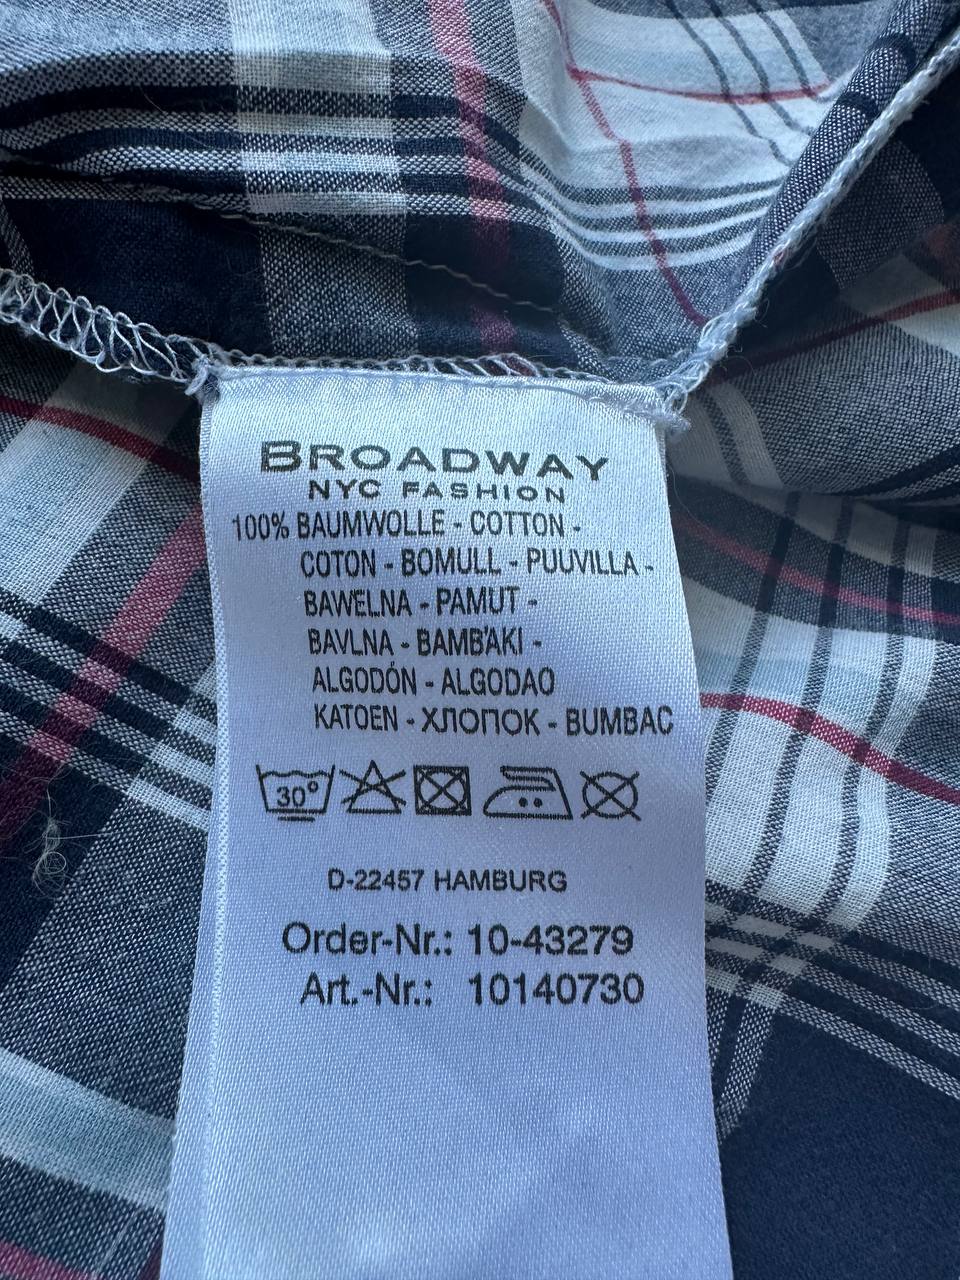 BROADWAY
NYC FASHION
100% BAUMWOLLE - COTTON -
COTON - BOMULL - PUUVILLA -
BAWEŁNA - PAMUT -
BAVLNA - BAMB'AKI -
ALGODÓN - ALGODAO
KATOEN - ХЛОПОК - BUMBAC
30°
D-22457 HAMBURG
Order-Nr.: 10-43279
Art.-Nr.: 10140730